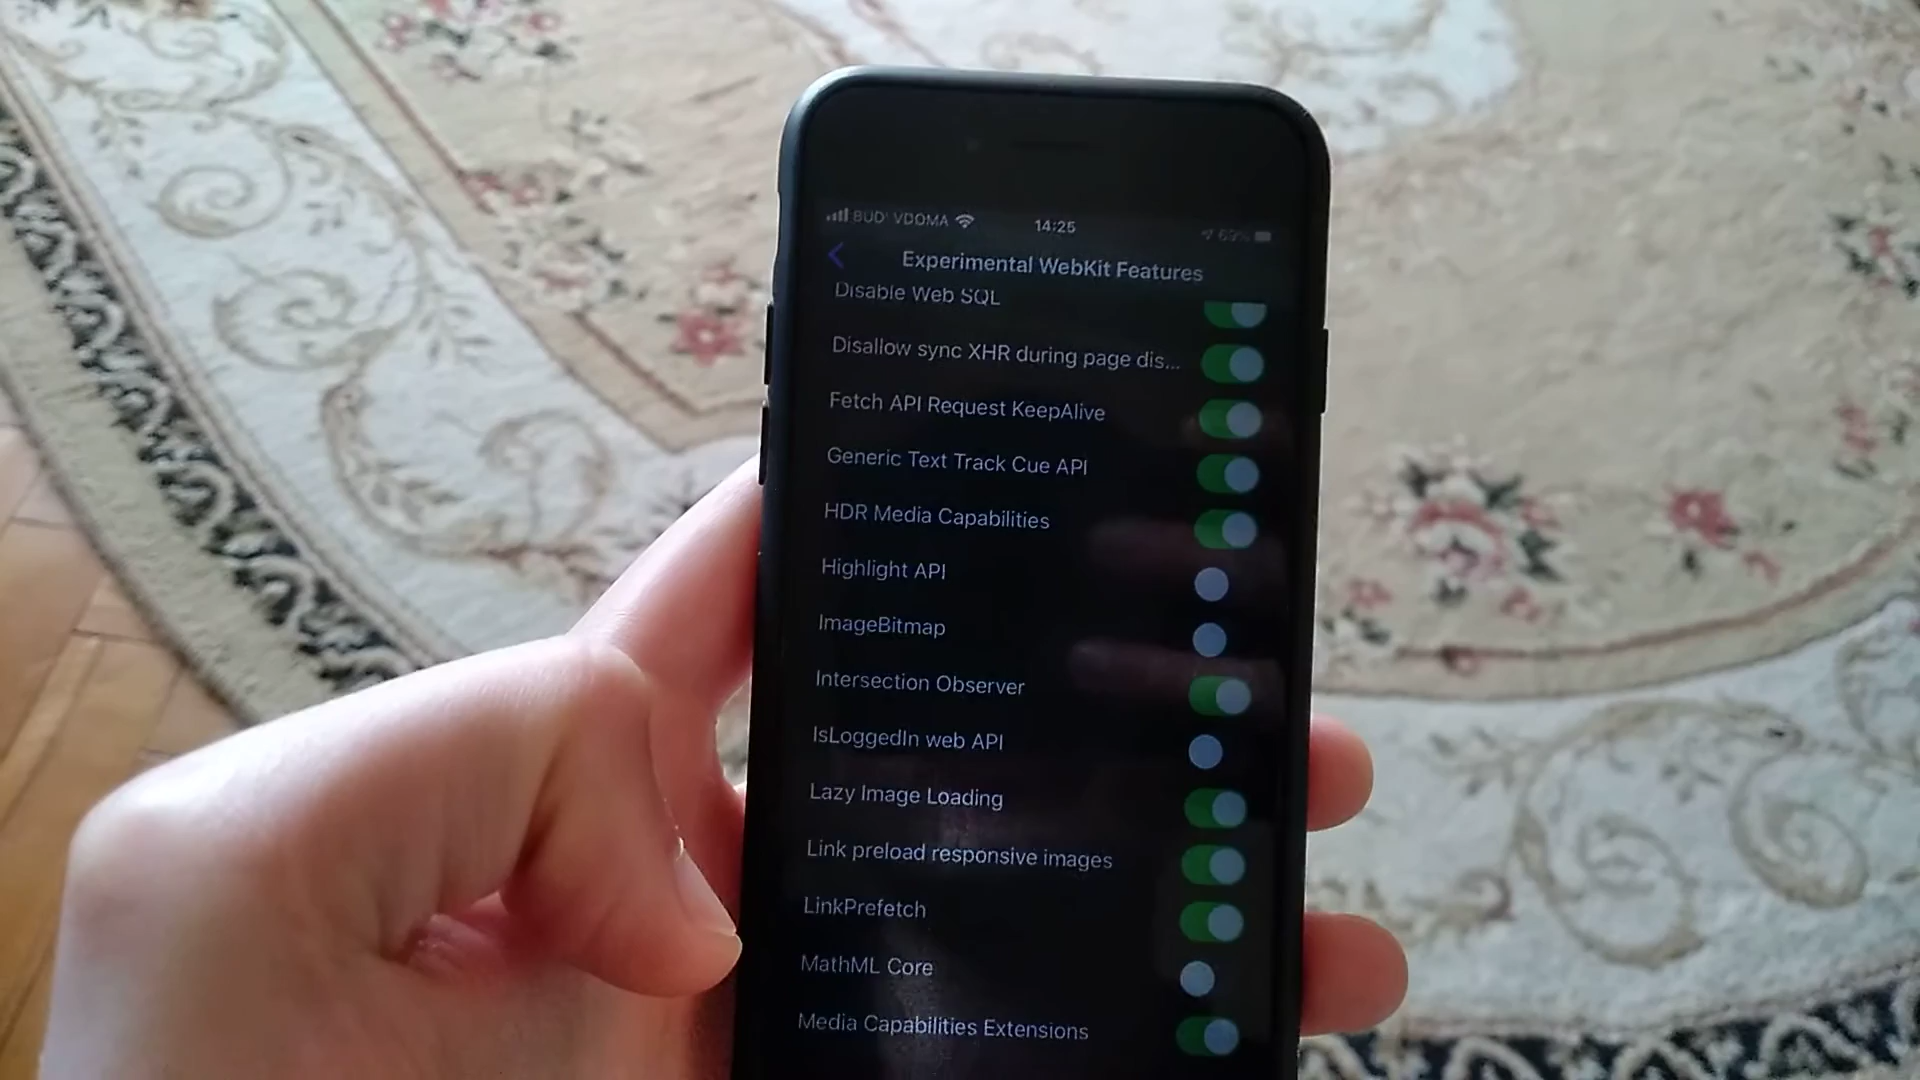 BUD' VDOMA
14:25
69%
Experimental WebKit Features
Disable Web SQL
Disallow sync XHR during page dis...
Fetch API Request KeepAlive
Generic Text Track Cue API
HDR Media Capabilities
Highlight API
ImageBitmap
Intersection Observer
IsLoggedIn web API
Lazy Image Loading
Link preload responsive images
LinkPrefetch
MathML Core
Media Capabilities Extensions